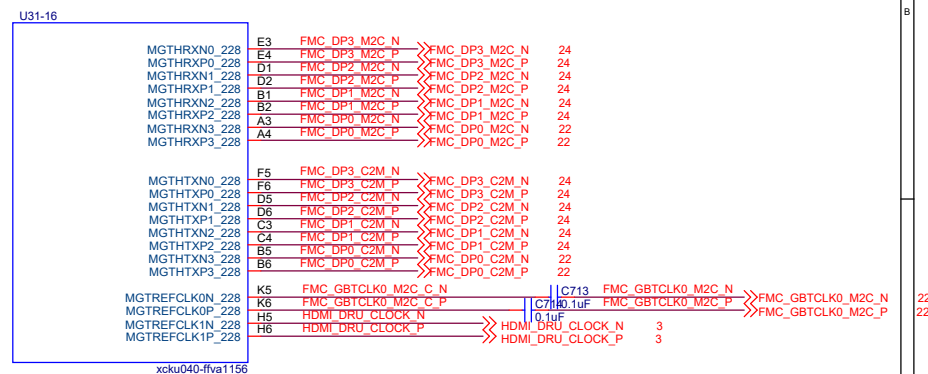 B
U31-16
MGTHRXN0_228 E3 FMC_DP3_M2C_N FMC_DP3_M2C_N 24
MGTHRXP0_228 E4 FMC_DP3_M2C_P FMC_DP3_M2C_P 24
MGTHRXN1_228 D1 FMC_DP2_M2C_N FMC_DP2_M2C_N 24
MGTHRXP1_228 D2 FMC_DP2_M2C_P FMC_DP2_M2C_P 24
MGTHRXN2_228 B1 FMC_DP1_M2C_N FMC_DP1_M2C_N 24
MGTHRXP2_228 B2 FMC_DP1_M2C_P FMC_DP1_M2C_P 24
MGTHRXN3_228 A3 FMC_DP0_M2C_N FMC_DP0_M2C_N 22
MGTHRXP3_228 A4 FMC_DP0_M2C_P FMC_DP0_M2C_P 22
MGTHTXN0_228 F5 FMC_DP3_C2M_N FMC_DP3_C2M_N 24
MGTHTXP0_228 F6 FMC_DP3_C2M_P FMC_DP3_C2M_P 24
MGTHTXN1_228 D5 FMC_DP2_C2M_N FMC_DP2_C2M_N 24
MGTHTXP1_228 D6 FMC_DP2_C2M_P FMC_DP2_C2M_P 24
MGTHTXN2_228 C3 FMC_DP1_C2M_N FMC_DP1_C2M_N 24
MGTHTXP2_228 C4 FMC_DP1_C2M_P FMC_DP1_C2M_P 24
MGTHTXN3_228 B5 FMC_DP0_C2M_N FMC_DP0_C2M_N 22
MGTHTXP3_228 B6 FMC_DP0_C2M_P FMC_DP0_C2M_P 22
MGTREFCLK0N_228 K5 FMC_GBTCLK0_M2C_C_N C713 FMC_GBTCLK0_M2C_N FMC_GBTCLK0_M2C_N 22
MGTREFCLK0P_228 K6 FMC_GBTCLK0_M2C_C_P C714 0.1uF FMC_GBTCLK0_M2C_P FMC_GBTCLK0_M2C_P 22
0.1uF
MGTREFCLK1N_228 H5 HDMI_DRU_CLOCK_N HDMI_DRU_CLOCK_N 3
MGTREFCLK1P_228 H6 HDMI_DRU_CLOCK_P HDMI_DRU_CLOCK_P 3
xcku040-ffva1156